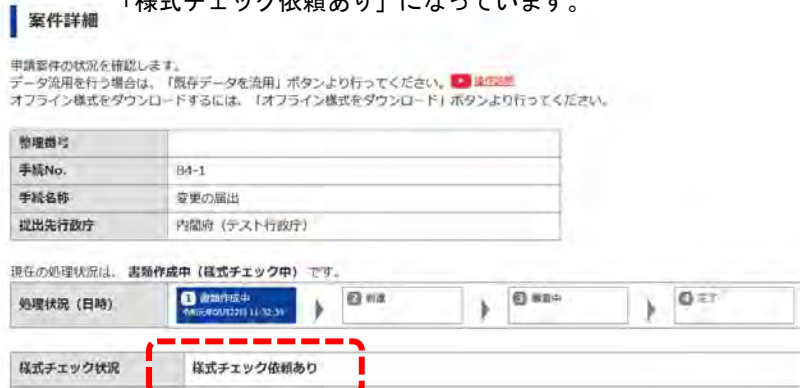 「様式チェック依頼あり」になっています。
案件詳細
申請案件の状況を確認します。
データ流用を行う場合は、「既存データを流用」ボタンより行ってください。 操作説明
オフライン様式をダウンロードするには、「オフライン様式をダウンロード」ボタンより行ってください。
整理番号
手続No. B4-1
手続名称 変更の届出
提出先行政庁 内閣府（テスト行政庁）
現在の処理状況は、 書類作成中（様式チェック中） です。
処理状況（日時） 1 書類作成中 2 到達 3 審査中 4 完了
様式チェック状況 様式チェック依頼あり